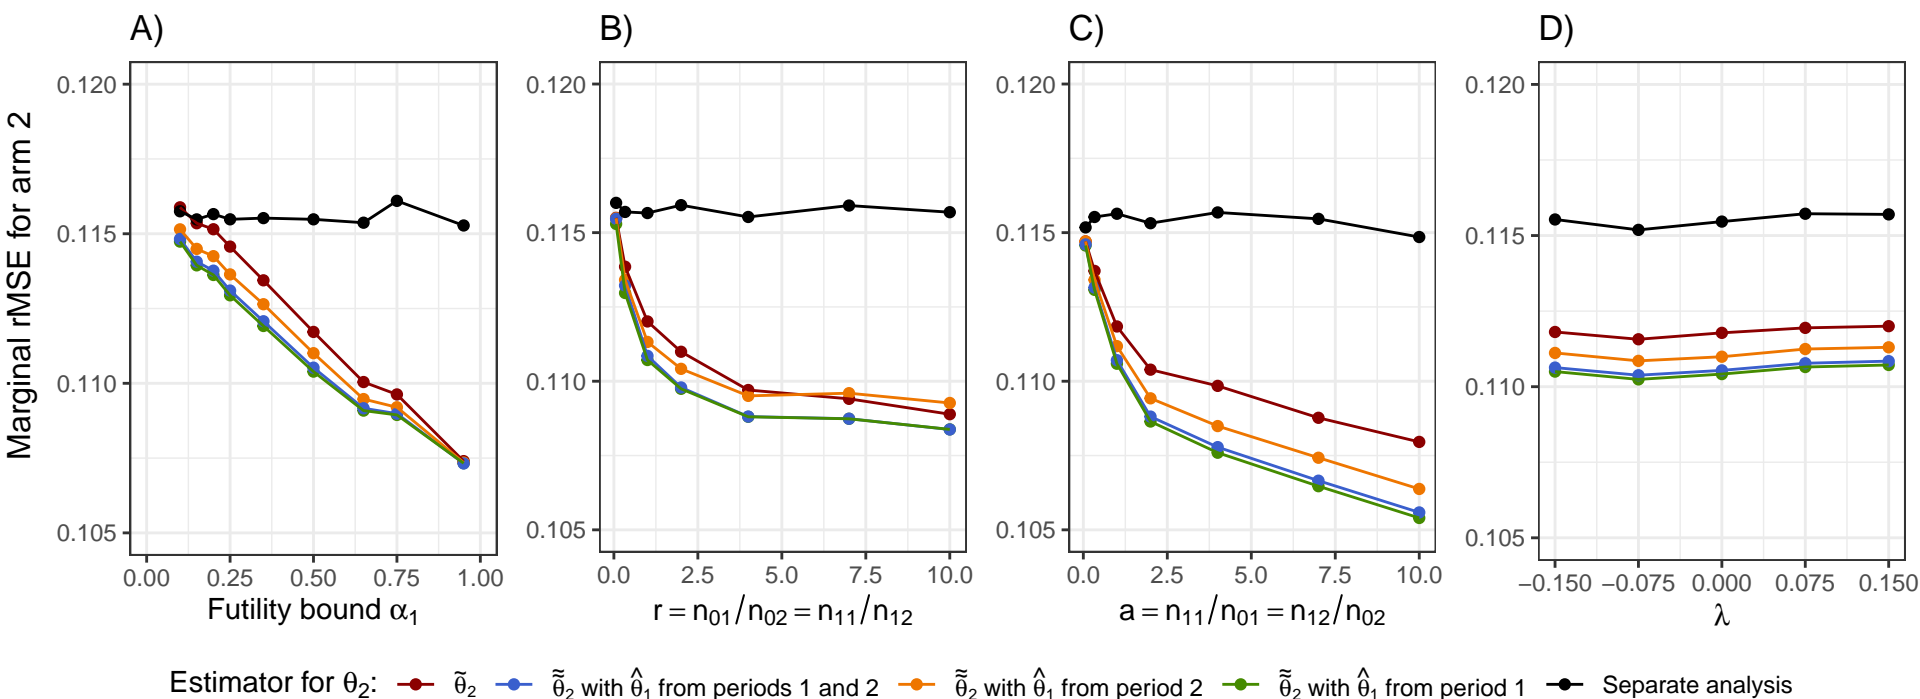 A)
B)
C)
D)
Marginal rMSE for arm 2
0.120
0.115
0.110
0.105
0.00 0.25 0.50 0.75 1.00
Futility bound α₁
0.120
0.115
0.110
0.105
0.0 2.5 5.0 7.5 10.0
r = n₀₁/n₀₂ = n₁₁/n₁₂
0.120
0.115
0.110
0.105
0.0 2.5 5.0 7.5 10.0
a = n₁₁/n₀₁ = n₁₂/n₀₂
0.120
0.115
0.110
0.105
−0.150 −0.075 0.000 0.075 0.150
λ
Estimator for θ₂: θ̃₂ θ̃̃₂ with θ̂₁ from periods 1 and 2 θ̃̃₂ with θ̂₁ from period 2 θ̃̃₂ with θ̂₁ from period 1 Separate analysis